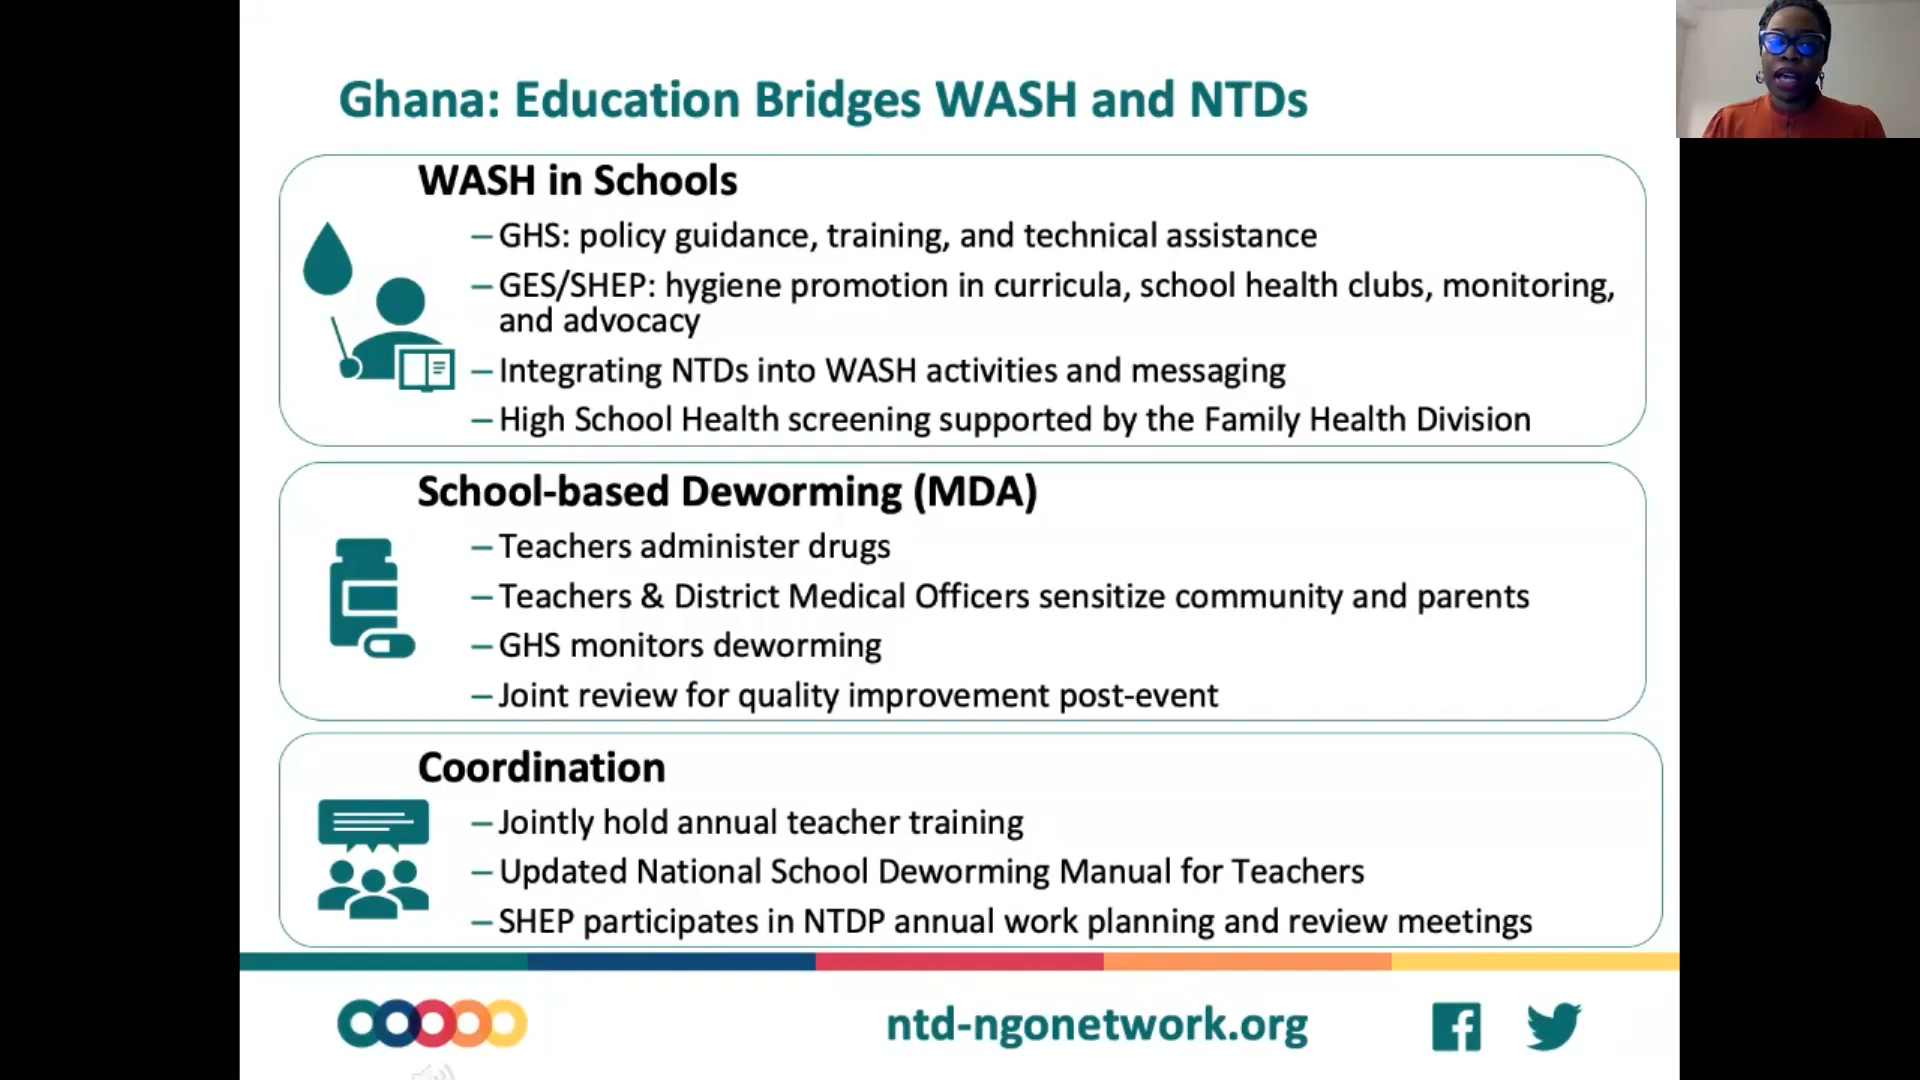 Ghana: Education Bridges WASH and NTDs
WASH in Schools
– GHS: policy guidance, training, and technical assistance
– GES/SHEP: hygiene promotion in curricula, school health clubs, monitoring,
and advocacy
– Integrating NTDs into WASH activities and messaging
– High School Health screening supported by the Family Health Division
School-based Deworming (MDA)
– Teachers administer drugs
– Teachers & District Medical Officers sensitize community and parents
– GHS monitors deworming
– Joint review for quality improvement post-event
Coordination
– Jointly hold annual teacher training
– Updated National School Deworming Manual for Teachers
– SHEP participates in NTDP annual work planning and review meetings
ntd-ngonetwork.org